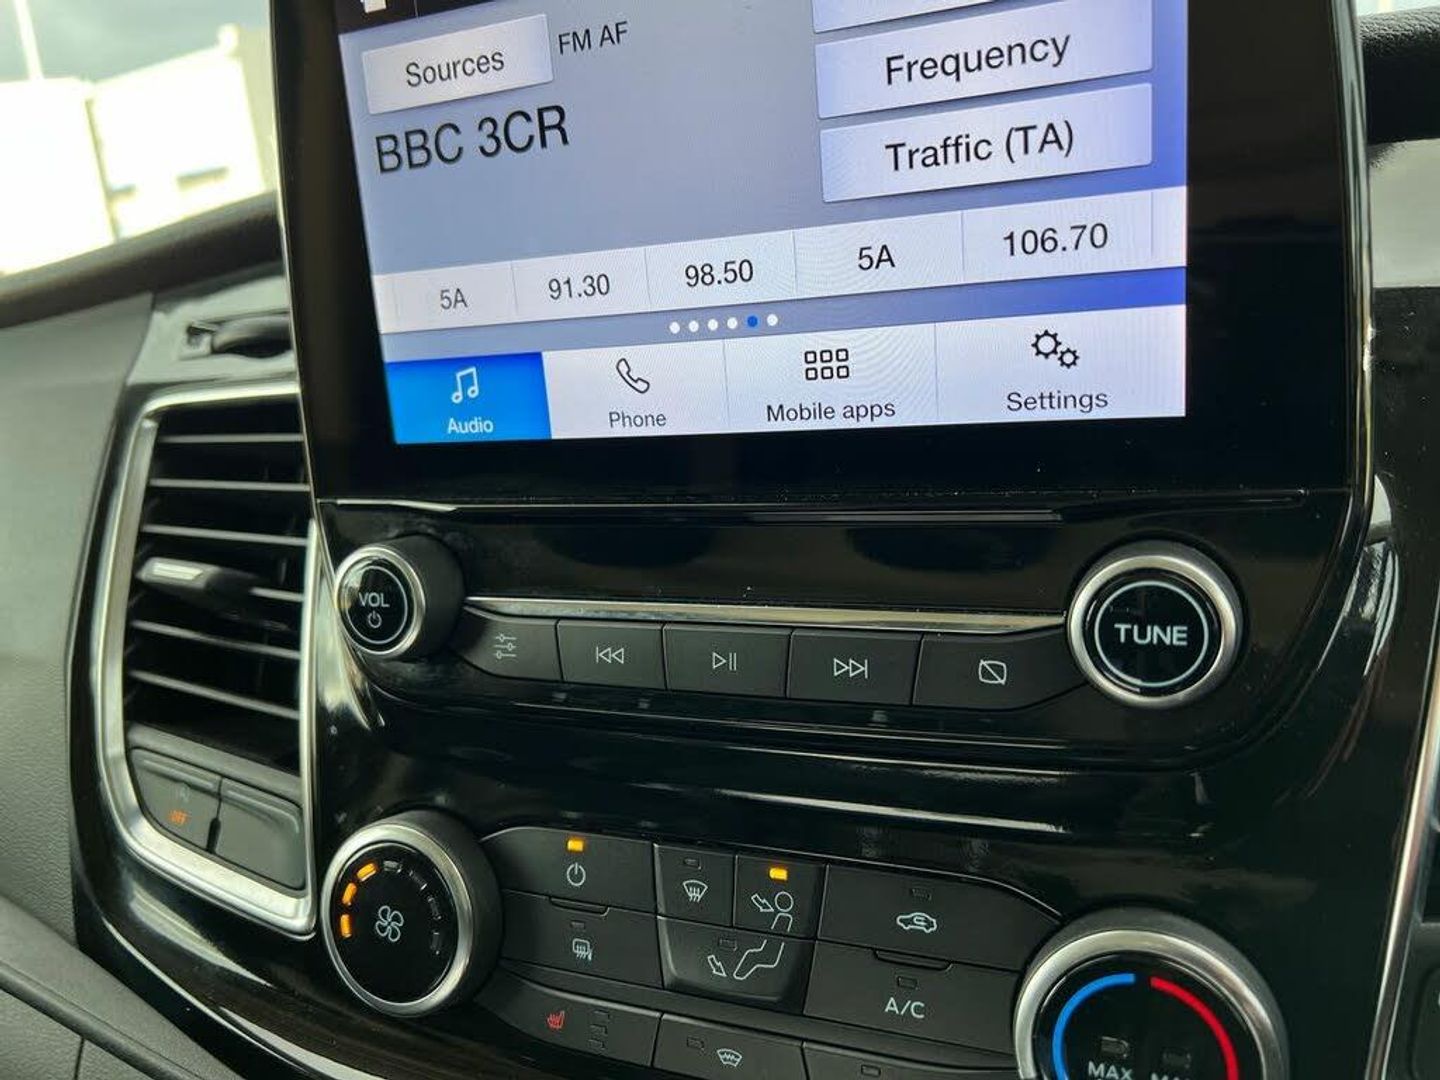 Sources
FM AF
Frequency
BBC 3CR
Traffic (TA)
5A
91.30
98.50
5A
106.70
Audio
Phone
Mobile apps
Settings
VOL
TUNE
OFF
A/C
MAX